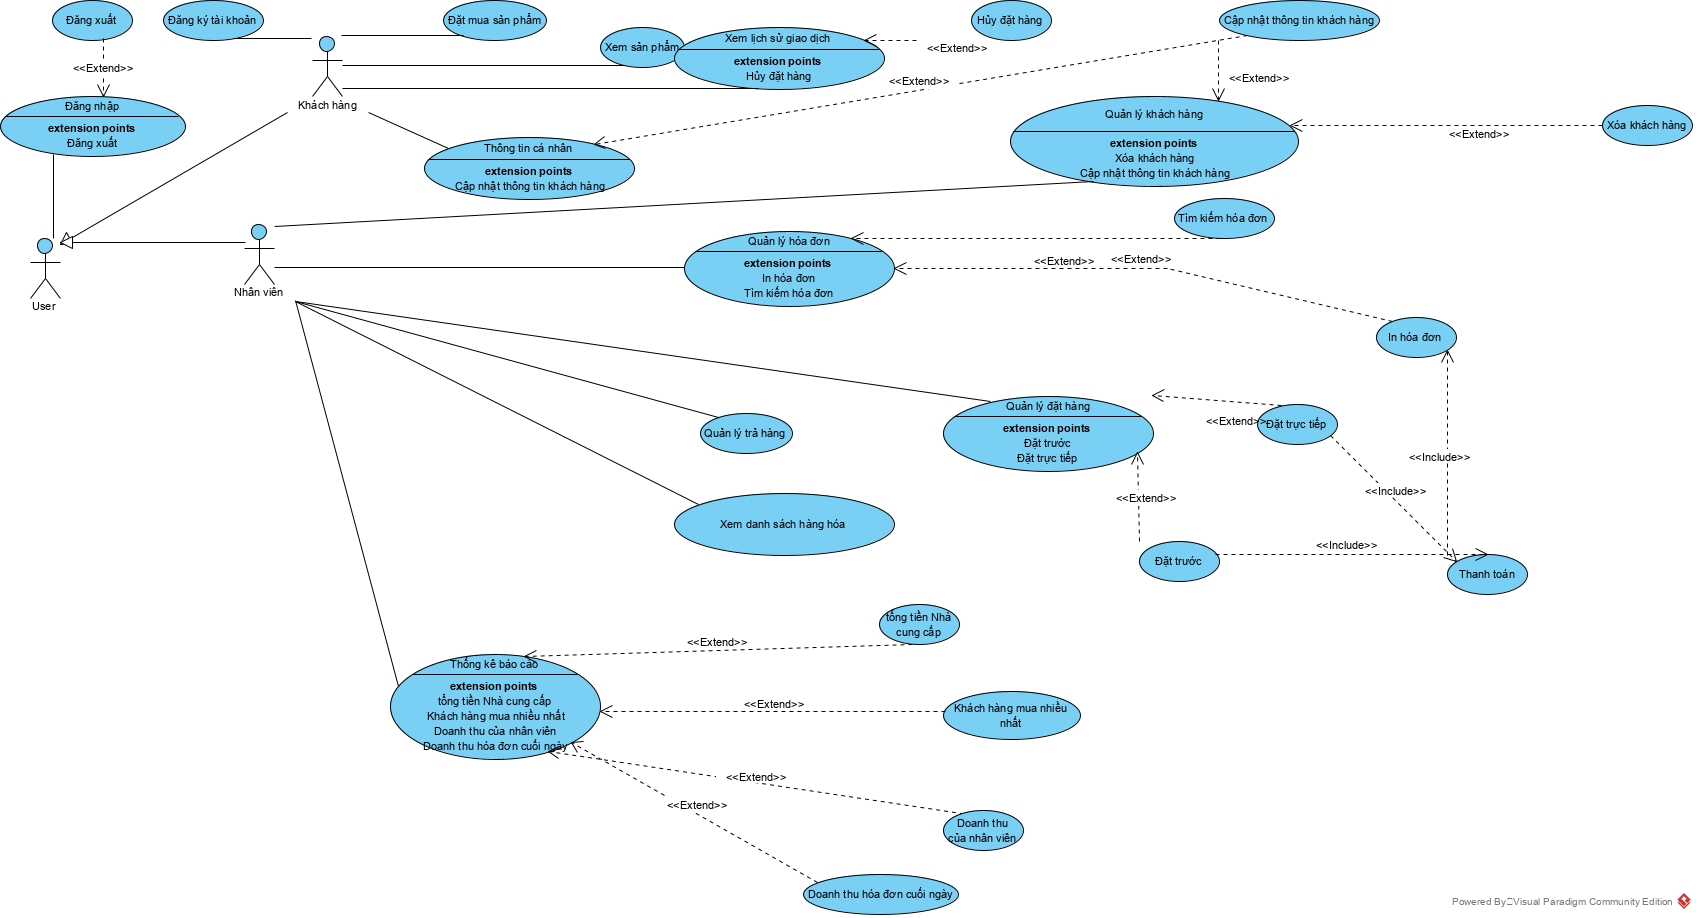 Đăng xuất
Đăng ký tài khoản
Đặt mua sản phẩm
Hủy đặt hàng
Cập nhật thông tin khách hàng
Xem sản phẩm
Xem lịch sử giao dịch
extension points
Hủy đặt hàng
<<Extend>>
<<Extend>>
<<Extend>>
<<Extend>>
Khách hàng
Đăng nhập
extension points
Đăng xuất
Quản lý khách hàng
extension points
Xóa khách hàng
Cập nhật thông tin khách hàng
Xóa khách hàng
<<Extend>>
Thông tin cá nhân
extension points
Cập nhật thông tin khách hàng
Tìm kiếm hóa đơn
Quản lý hóa đơn
extension points
In hóa đơn
Tìm kiếm hóa đơn
<<Extend>>
<<Extend>>
User
Nhân viên
In hóa đơn
Quản lý đặt hàng
extension points
Đặt trước
Đặt trực tiếp
<<Extend>>
Đặt trực tiếp
Quản lý trả hàng
<<Include>>
<<Include>>
<<Extend>>
Xem danh sách hàng hóa
<<Include>>
Đặt trước
Thanh toán
tổng tiền Nhà
cung cấp
<<Extend>>
Thống kê báo cáo
extension points
tổng tiền Nhà cung cấp
Khách hàng mua nhiều nhất
Doanh thu của nhân viên
Doanh thu hóa đơn cuối ngày
<<Extend>>
Khách hàng mua nhiều
nhất
<<Extend>>
<<Extend>>
Doanh thu
của nhân viên
Doanh thu hóa đơn cuối ngày
Powered By Visual Paradigm Community Edition